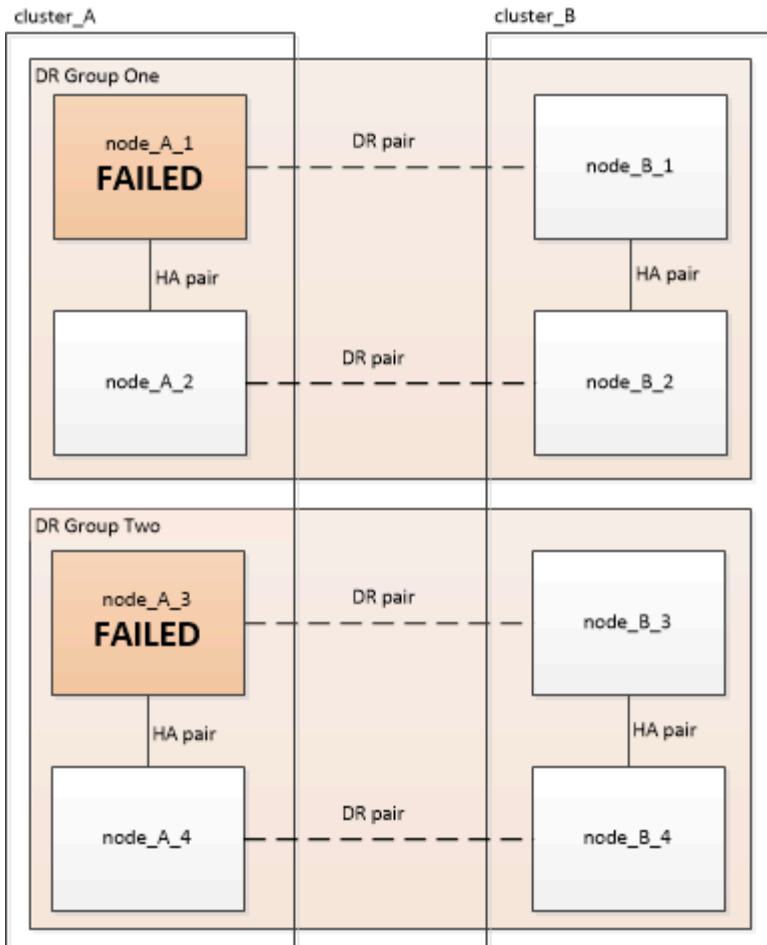 cluster_A
cluster_B
DR Group One
node_A_1
FAILED
DR pair
node_B_1
HA pair
HA pair
node_A_2
DR pair
node_B_2
DR Group Two
node_A_3
FAILED
DR pair
node_B_3
HA pair
HA pair
node_A_4
DR pair
node_B_4